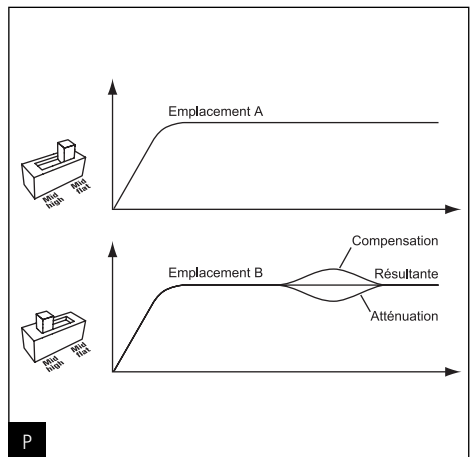 Emplacement A
Mid
high
Mid
flat
Compensation
Emplacement B
Résultante
Atténuation
Mid
high
Mid
flat
P